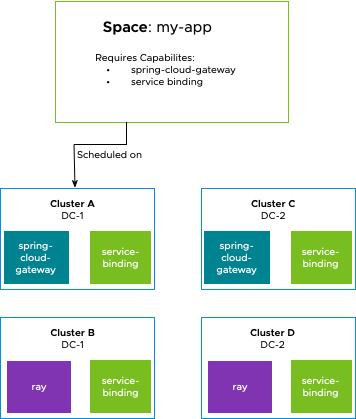 Space: my-app
Requires Capabilites:
• spring-cloud-gateway
• service binding
Scheduled on
Cluster A
DC-1
spring-
cloud-
gateway
service-
binding
Cluster C
DC-2
spring-
cloud-
gateway
service-
binding
Cluster B
DC-1
ray
service-
binding
Cluster D
DC-2
ray
service-
binding